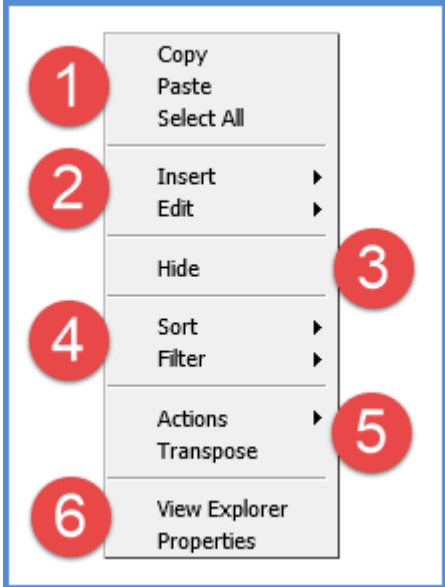 1
Copy
Paste
Select All
2
Insert
Edit
Hide
3
4
Sort
Filter
Actions
5
Transpose
6
View Explorer
Properties